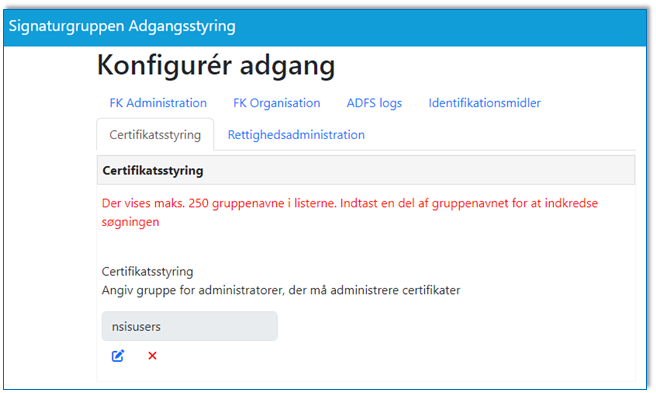 Signaturgruppen Adgangsstyring
Konfigurér adgang
FK Administration FK Organisation ADFS logs Identifikationsmidler
Certifikatsstyring Rettighedsadministration
Certifikatsstyring
Der vises maks. 250 gruppenavne i listerne. Indtast en del af gruppenavnet for at indkredse
søgningen
Certifikatsstyring
Angiv gruppe for administratorer, der må administrere certifikater
nsisusers